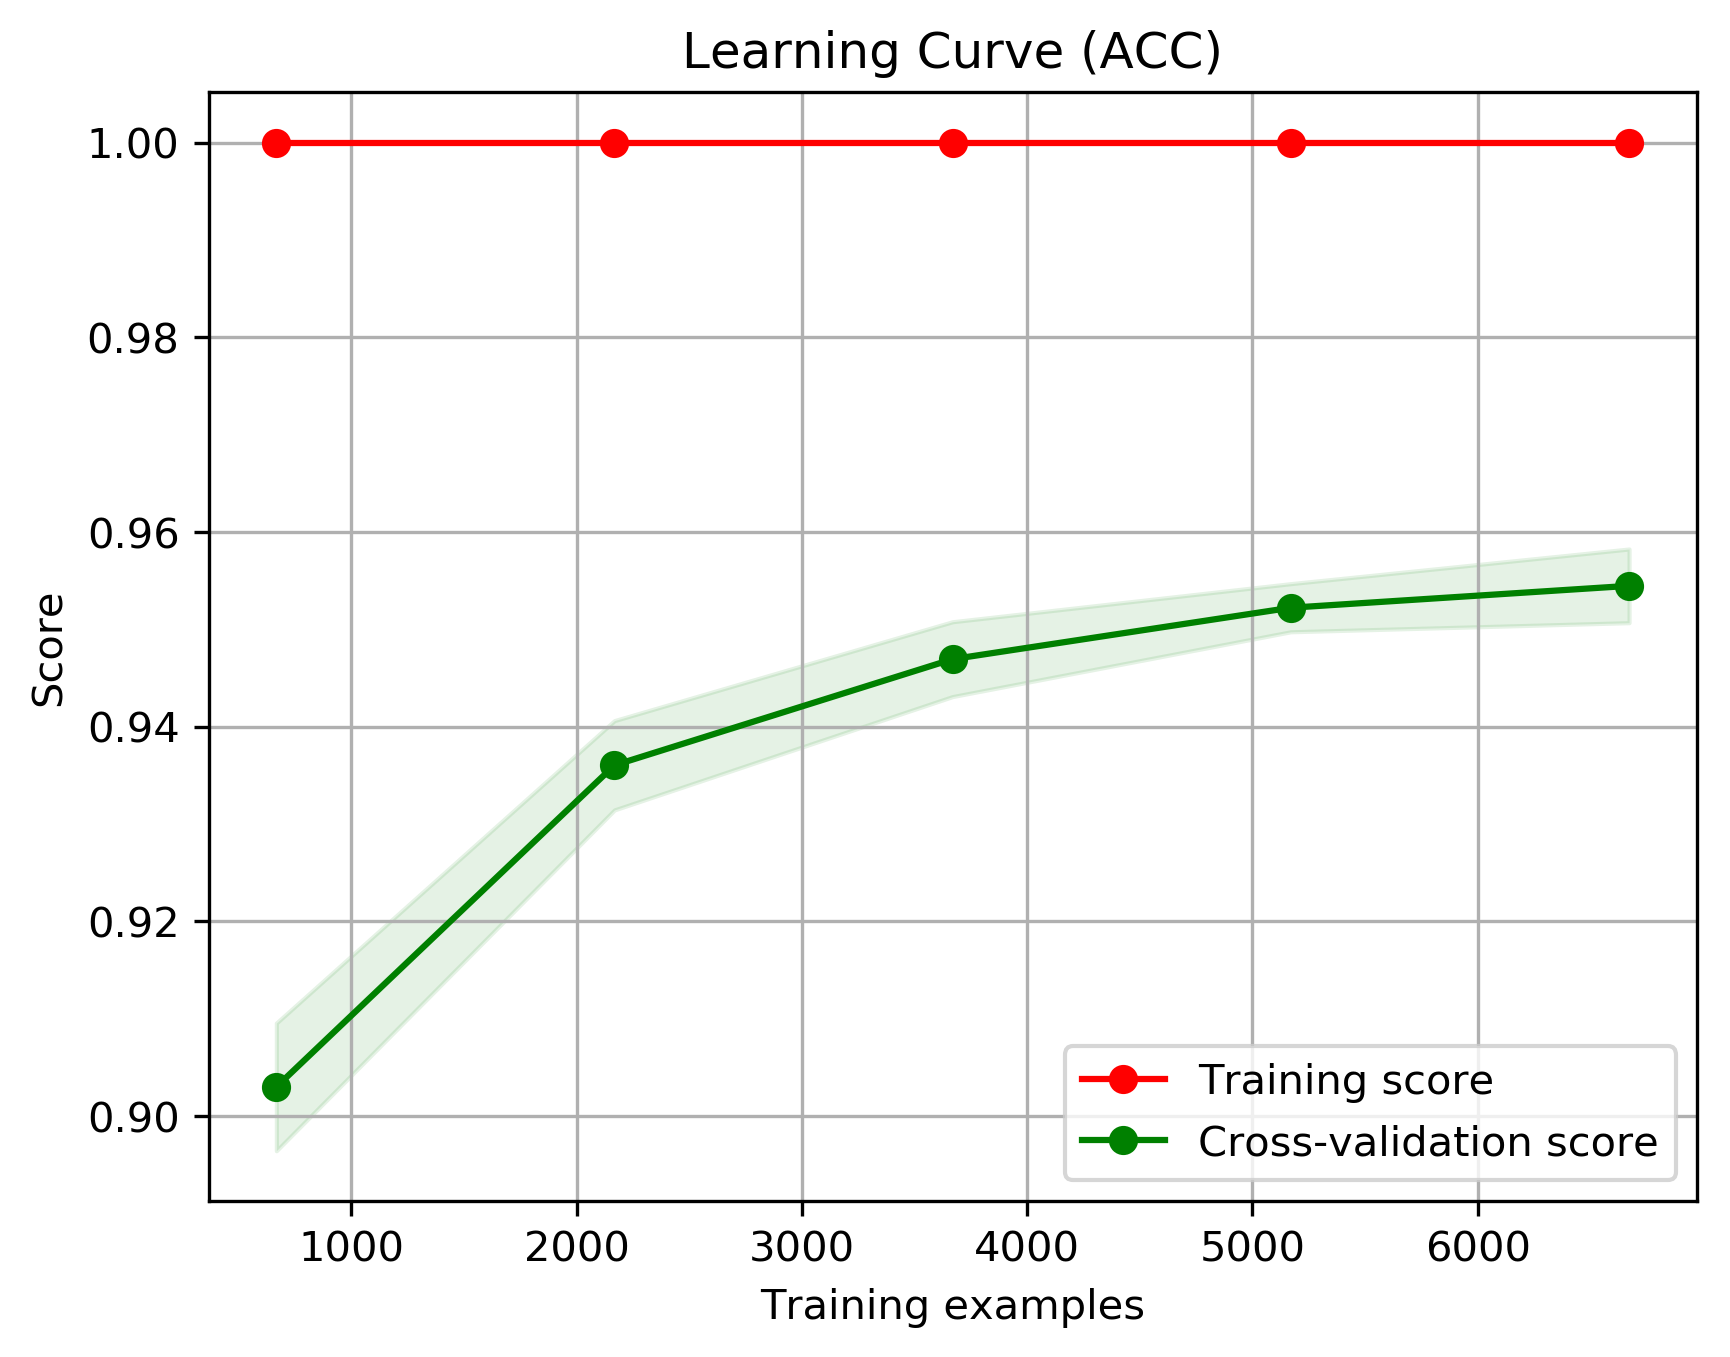 Learning Curve (ACC)
1.00
0.98
0.96
0.94
0.92
0.90
Score
1000 2000 3000 4000 5000 6000
Training examples
Training score
Cross-validation score